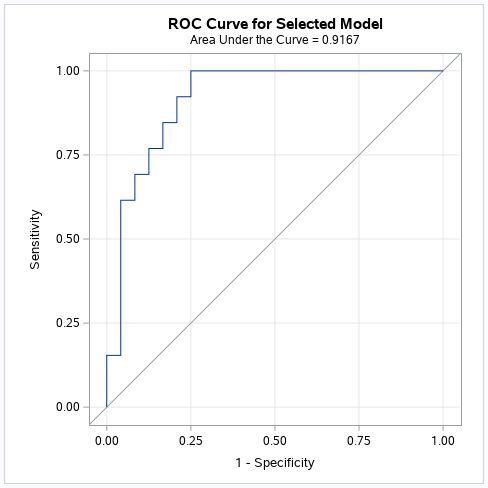 ROC Curve for Selected Model
Area Under the Curve = 0.9167
1.00
0.75
0.50
0.25
0.00
Sensitivity
0.00 0.25 0.50 0.75 1.00
1 - Specificity